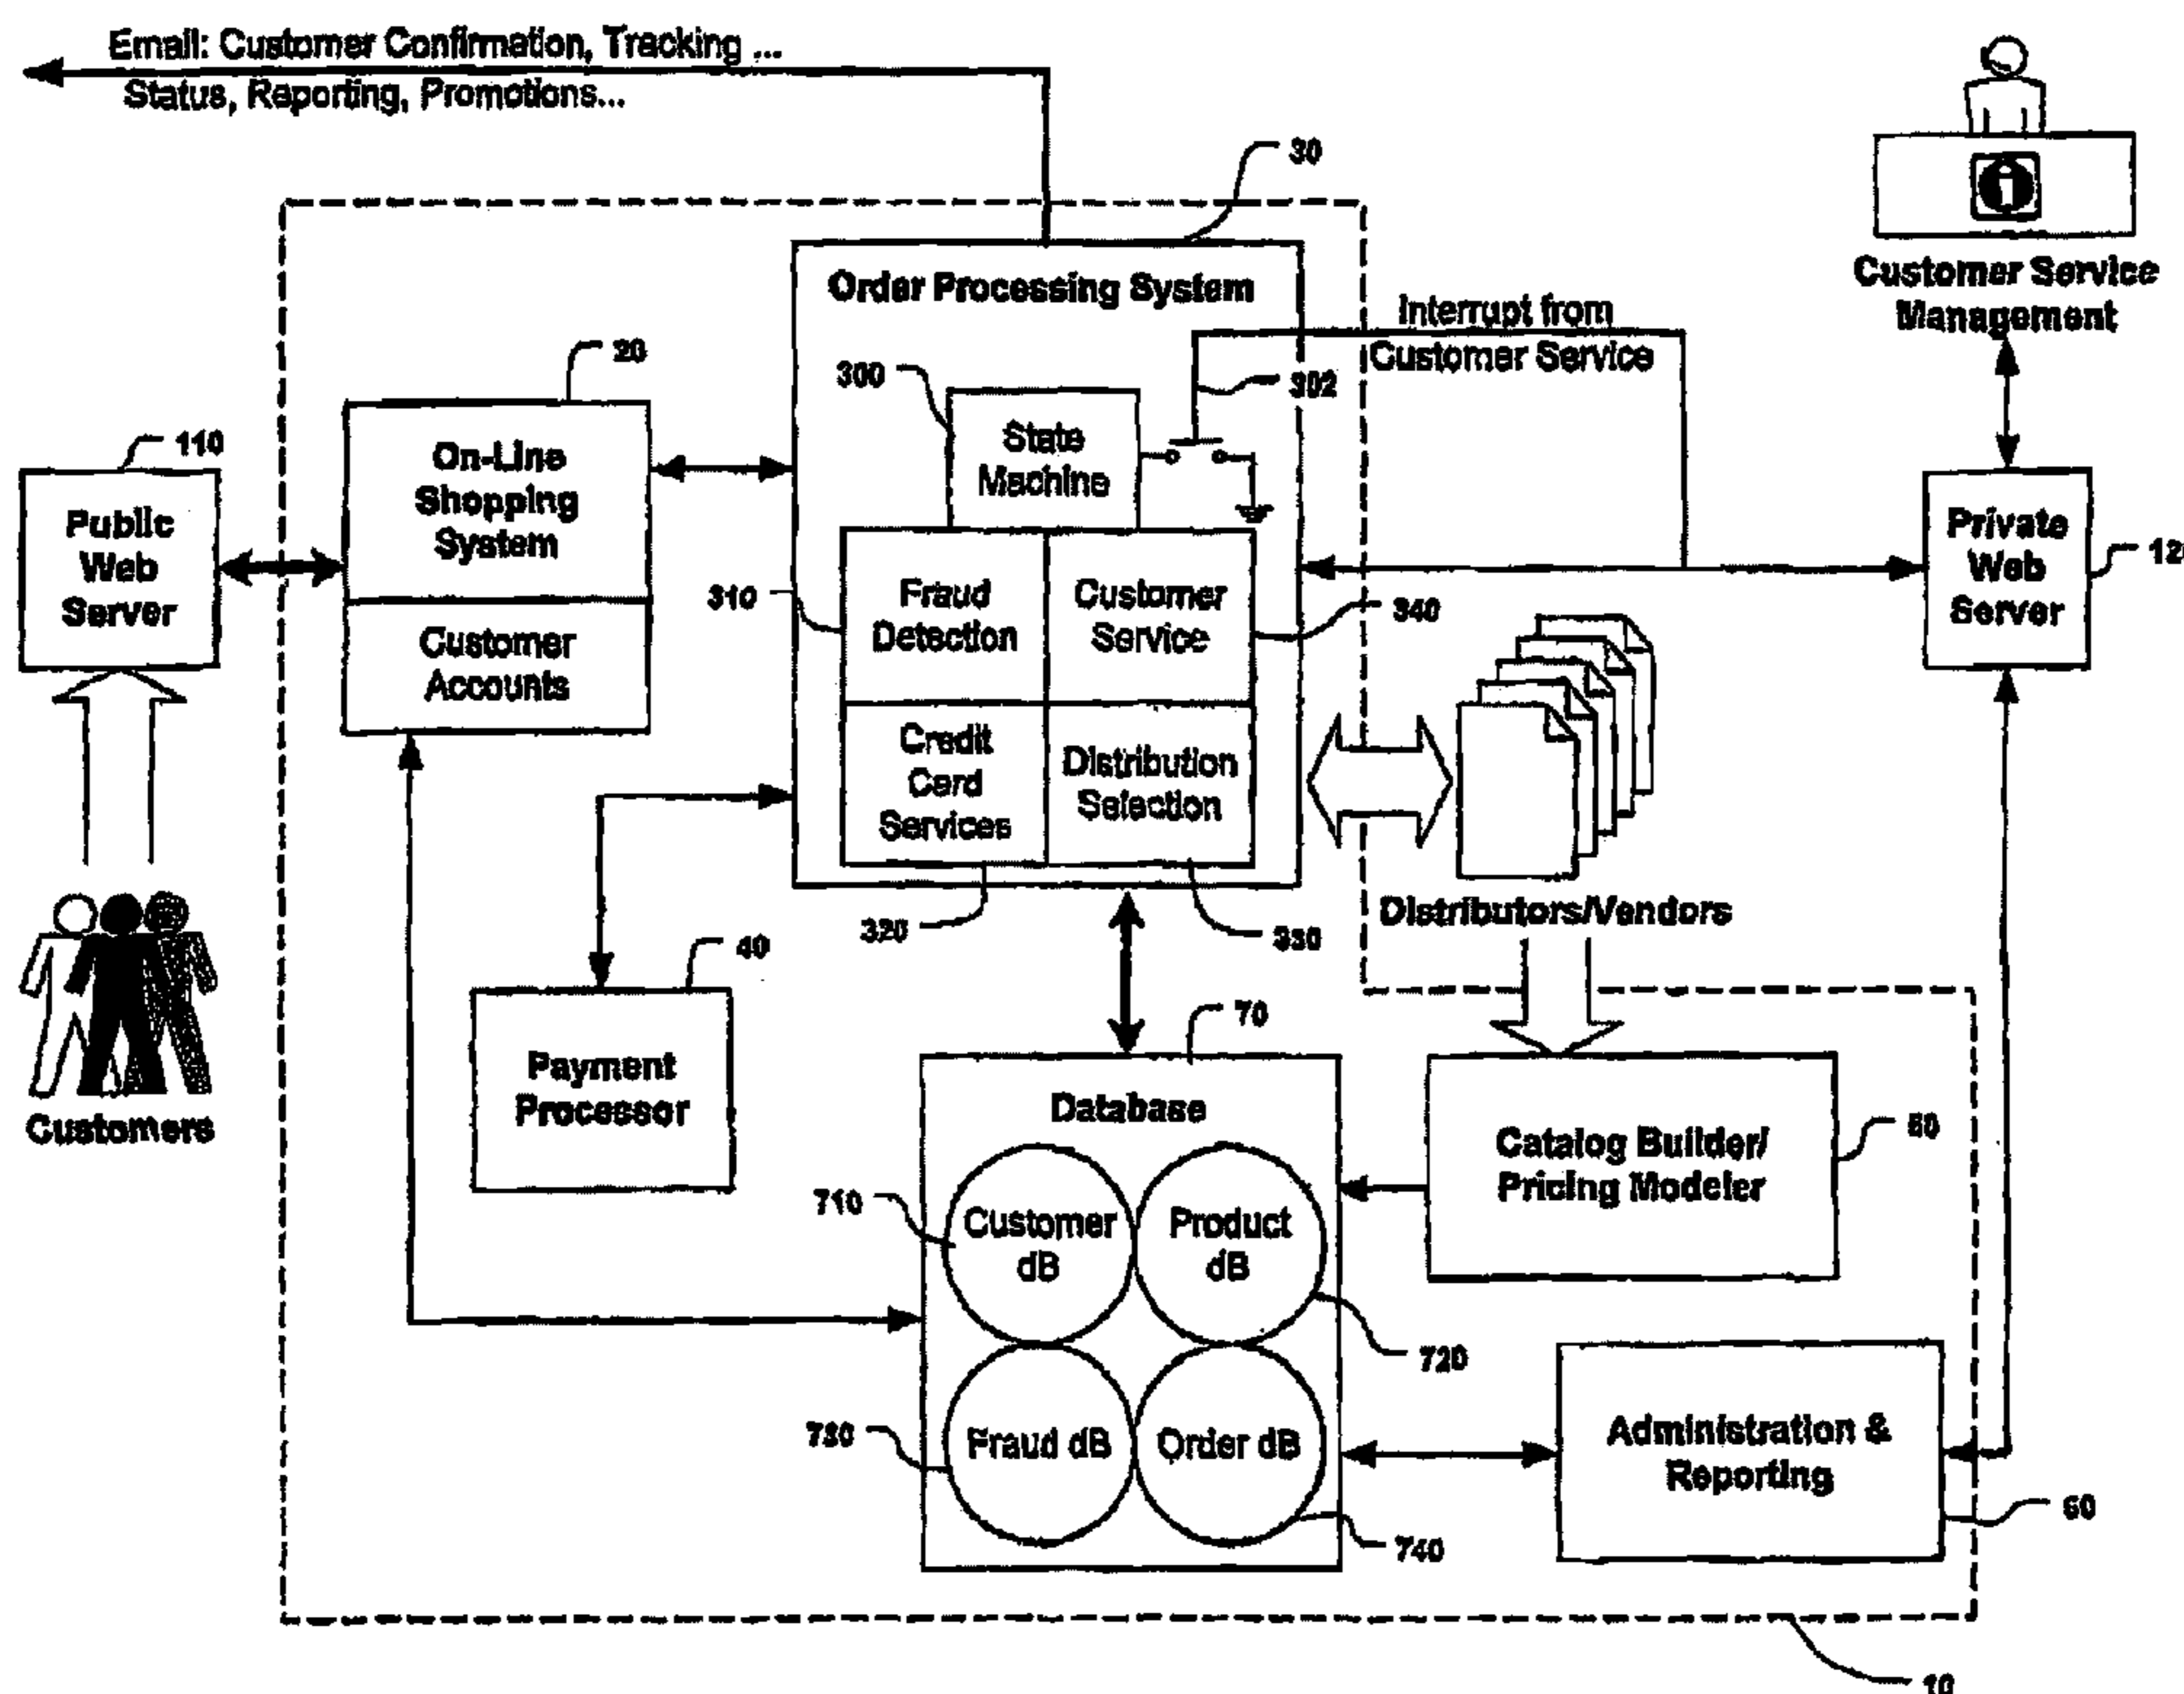 Email: Customer Confirmation, Tracking ...
Status, Reporting, Promotions...
30
Customer Service
Management
Order Processing System
Interrupt from
Customer Service
20
300
302
State
Machine
110
On-Line
Shopping
System
Public
Web
Server
Private
Web
Server
12
Customer
Accounts
310
Fraud
Detection
Customer
Service
340
Credit
Card
Services
Distribution
Selection
320
330
Distributors/Vendors
40
70
Customers
Payment
Processor
Database
Catalog Builder/
Pricing Modeler
710
Customer
dB
Product
dB
720
Fraud dB
Order dB
Administration &
Reporting
740
10